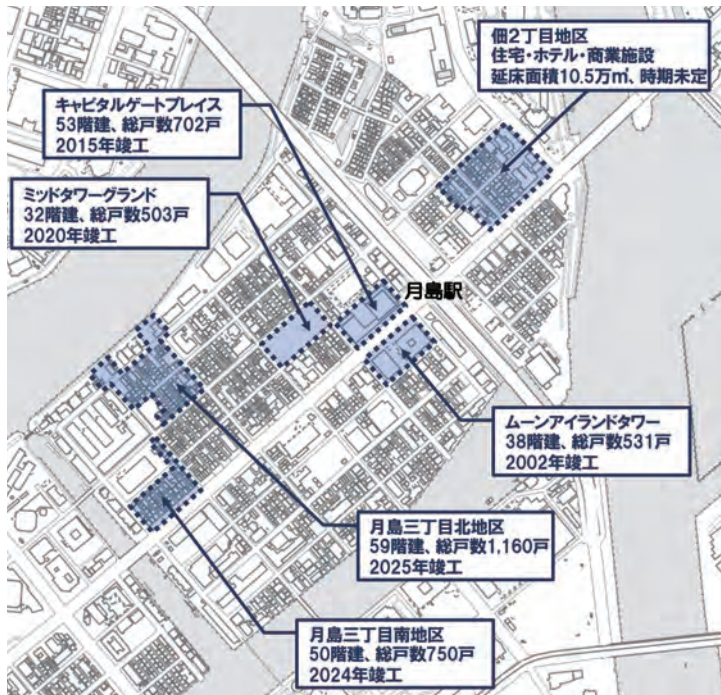 佃2丁目地区
住宅・ホテル・商業施設
延床面積10.5万㎡、時期未定
キャピタルゲートプレイス
53階建、総戸数702戸
2015年竣工
ミッドタワーグランド
32階建、総戸数503戸
2020年竣工
月島駅
ムーンアイランドタワー
38階建、総戸数531戸
2002年竣工
月島三丁目北地区
59階建、総戸数1,160戸
2025年竣工
月島三丁目南地区
50階建、総戸数750戸
2024年竣工